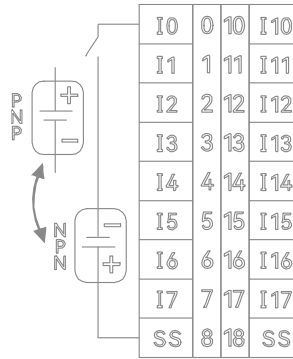 I0 0 10 I10
I1 1 11 I11
I2 2 12 I12
+
PNP
−
I3 3 13 I13
I4 4 14 I14
NPN
−
I5 5 15 I15
+
I6 6 16 I16
I7 7 17 I17
SS 8 18 SS